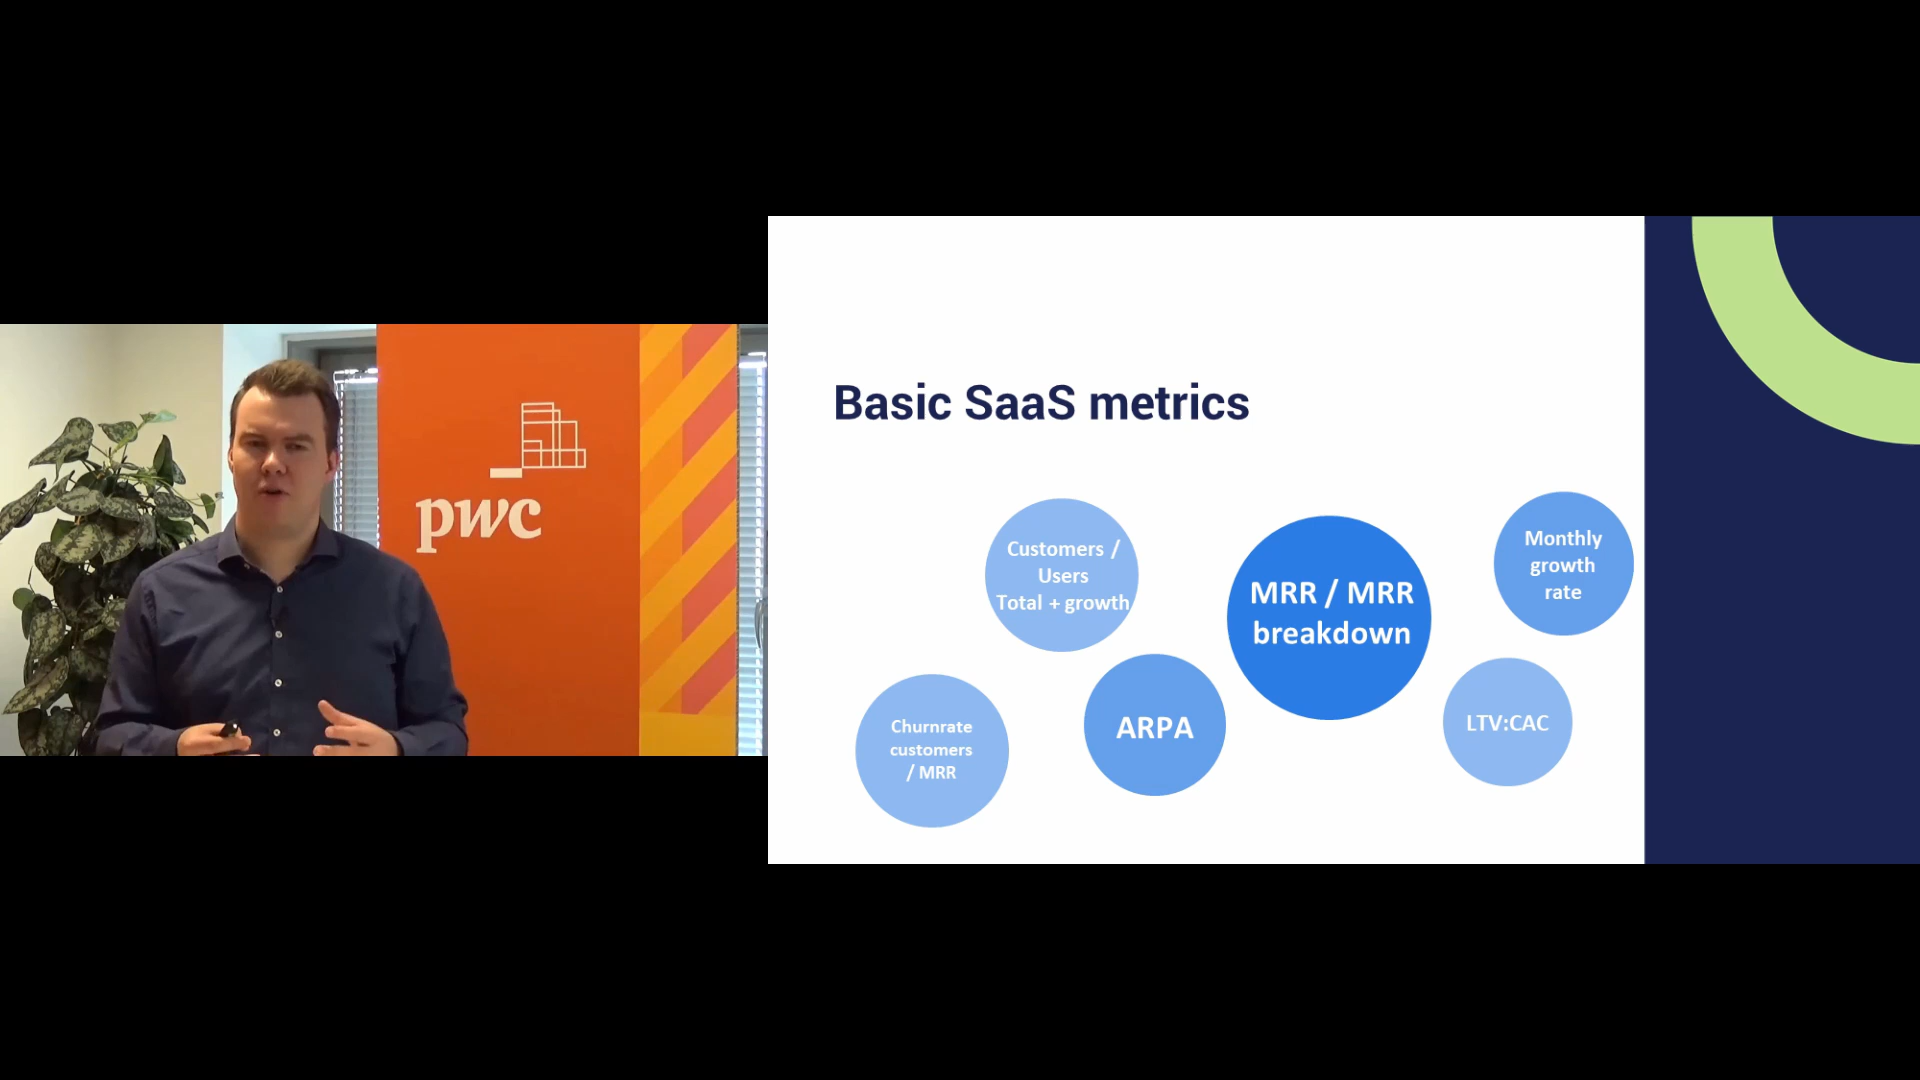 pwc
Basic SaaS metrics
Customers /
Users
Total + growth
MRR / MRR
breakdown
Monthly
growth
rate
Churnrate
customers
/ MRR
ARPA
LTV:CAC